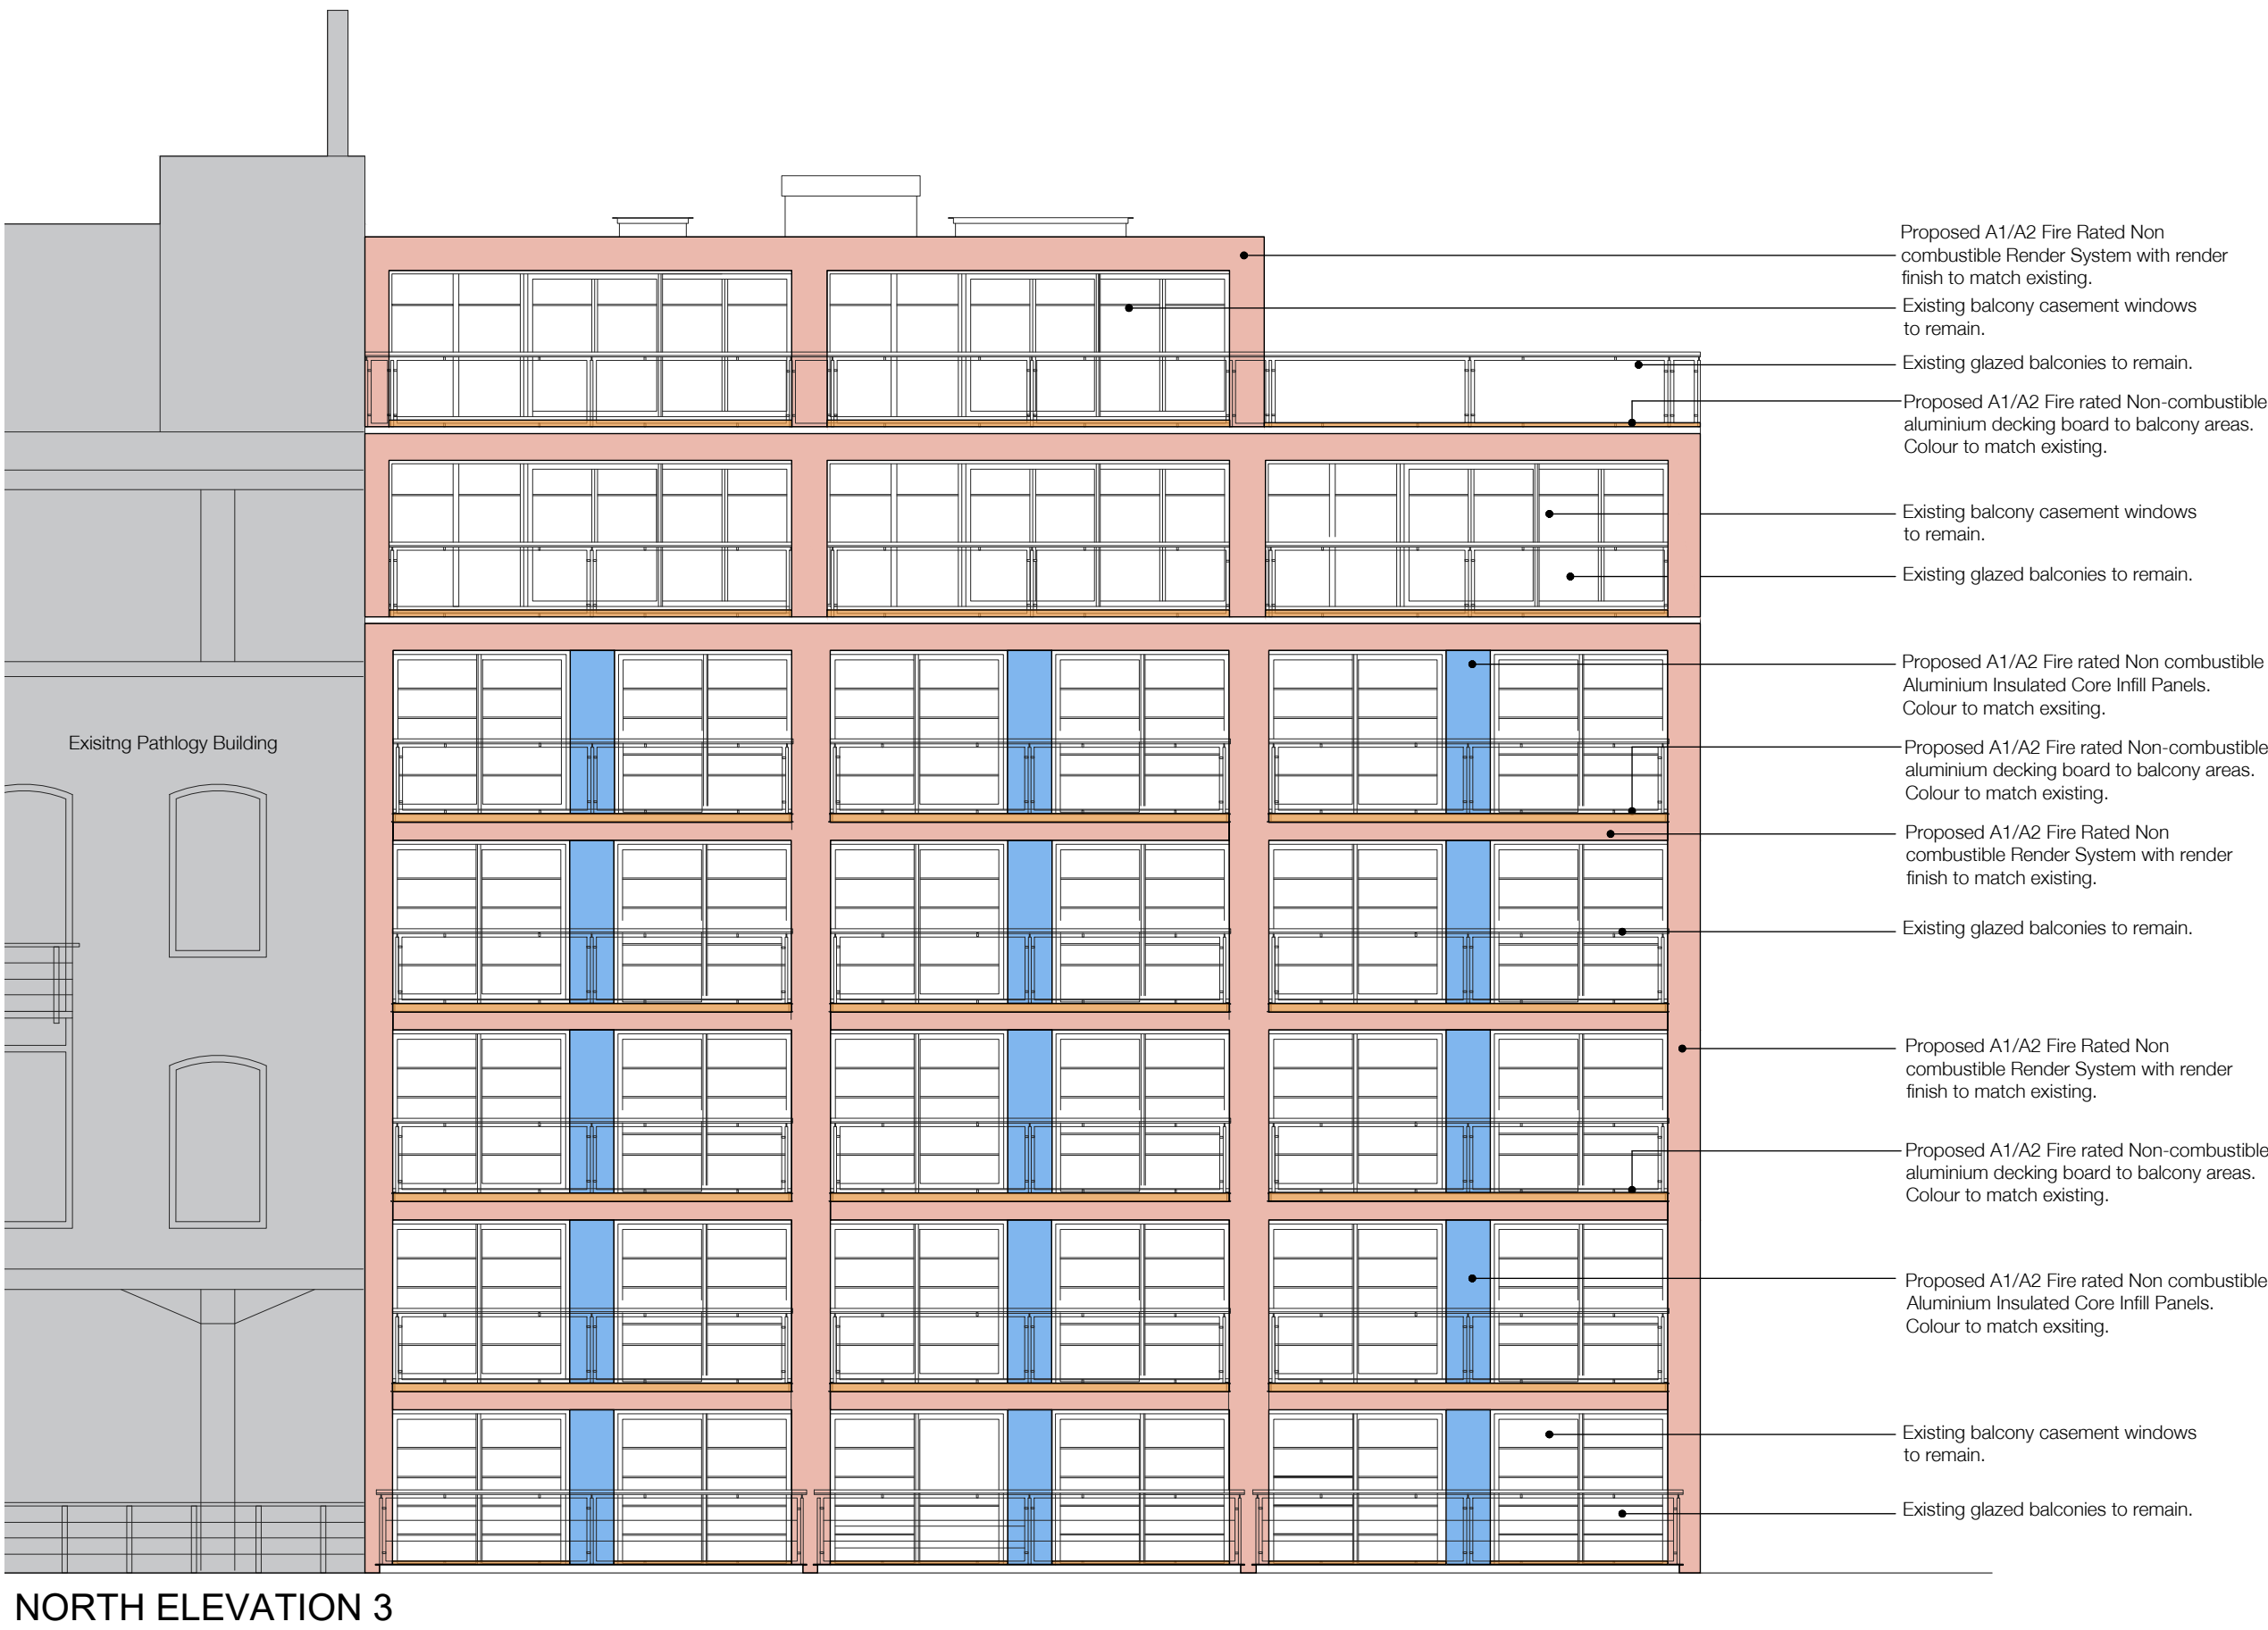 Proposed A1/A2 Fire Rated Non
combustible Render System with render
finish to match existing.
Existing balcony casement windows
to remain.
Existing glazed balconies to remain.
Proposed A1/A2 Fire rated Non-combustible
aluminium decking board to balcony areas.
Colour to match existing.
Existing balcony casement windows
to remain.
Existing glazed balconies to remain.
Proposed A1/A2 Fire rated Non combustible
Aluminium Insulated Core Infill Panels.
Colour to match exsiting.
Exisitng Pathlogy Building
Proposed A1/A2 Fire rated Non-combustible
aluminium decking board to balcony areas.
Colour to match existing.
Proposed A1/A2 Fire Rated Non
combustible Render System with render
finish to match existing.
Existing glazed balconies to remain.
Proposed A1/A2 Fire Rated Non
combustible Render System with render
finish to match existing.
Proposed A1/A2 Fire rated Non-combustible
aluminium decking board to balcony areas.
Colour to match existing.
Proposed A1/A2 Fire rated Non combustible
Aluminium Insulated Core Infill Panels.
Colour to match exsiting.
Existing balcony casement windows
to remain.
Existing glazed balconies to remain.
NORTH ELEVATION 3